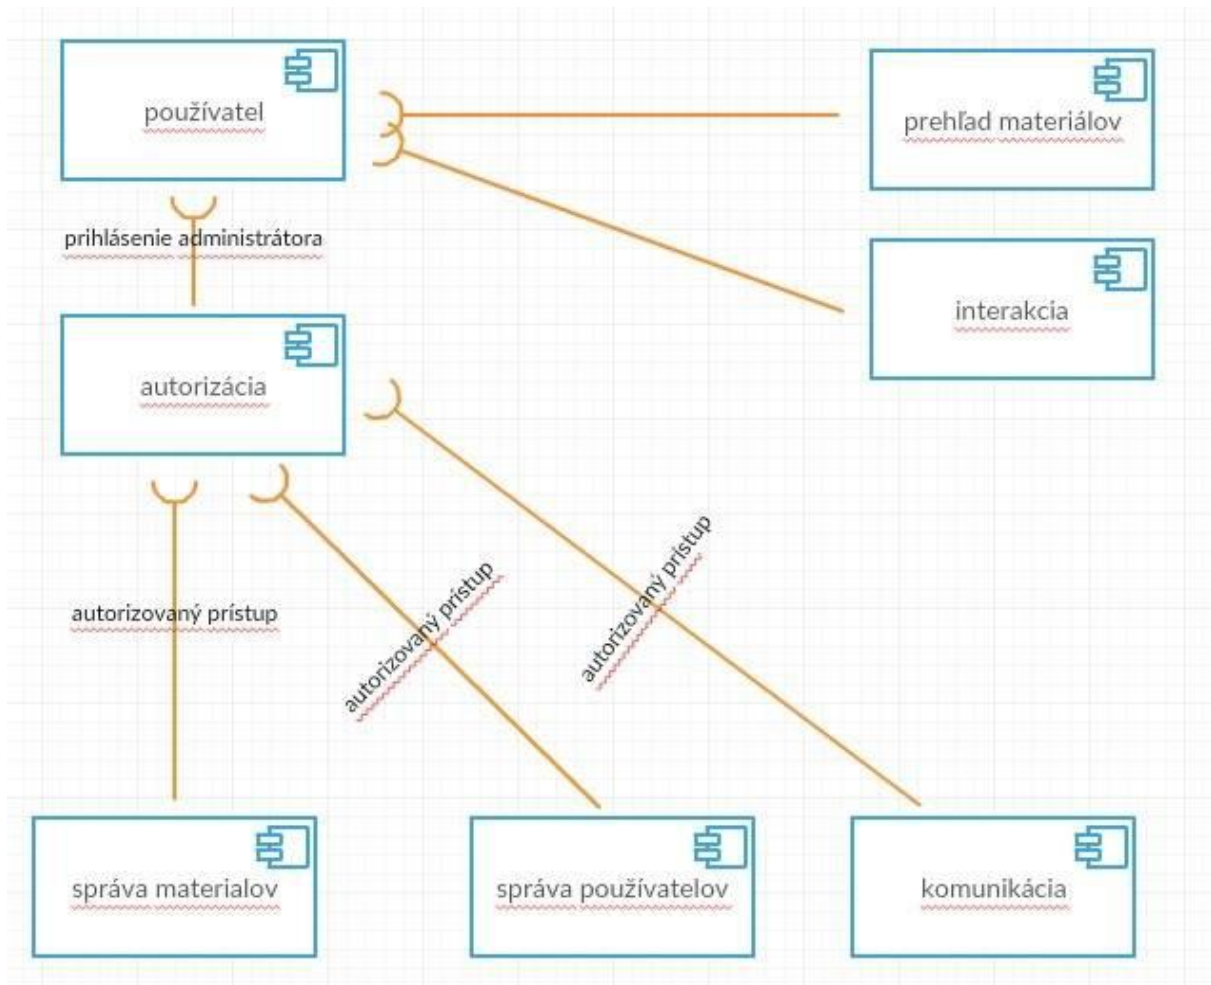 používatel
prehľad materiálov
prihlásenie administrátora
interakcia
autorizácia
autorizovaný prístup
autorizovaný prístup
autorizovaný prístup
správa materialov
správa používatelov
komunikácia